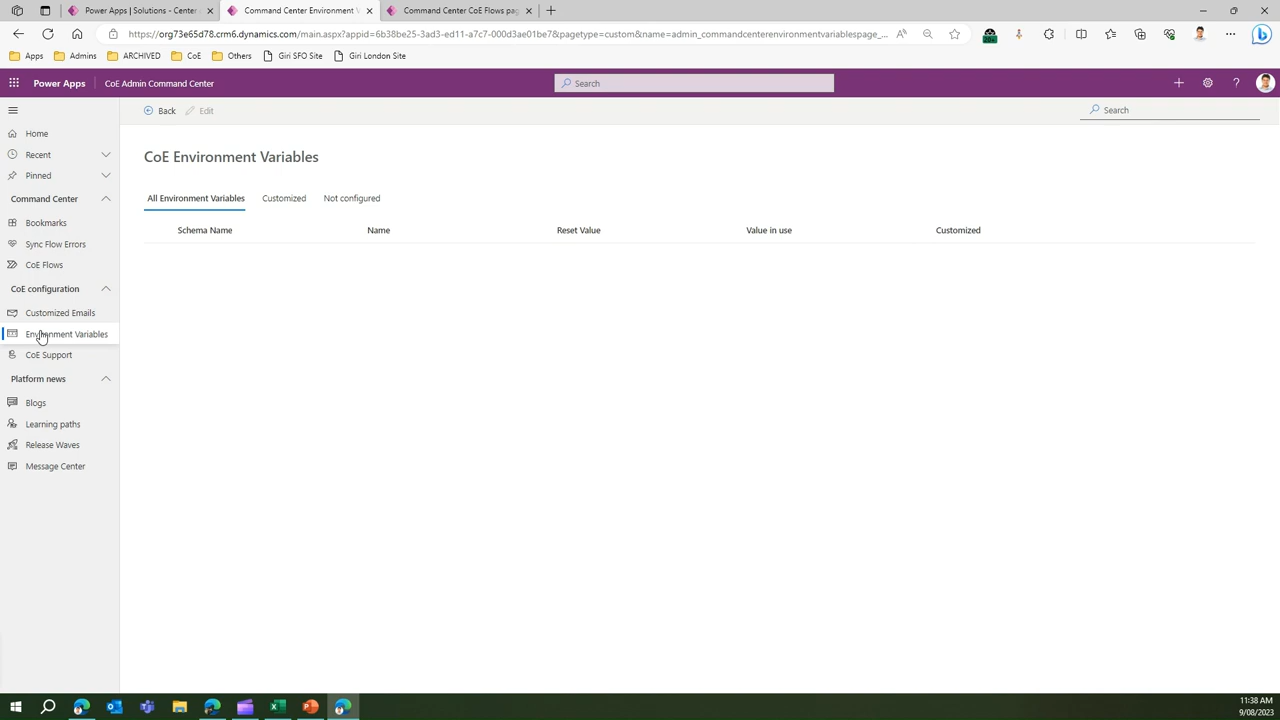 Power Apps | Solutions - Center
Command Center Environment V
Command Center CoE Flows pag
https://org73e65d78.crm6.dynamics.com/main.aspx?appid=6b38be25-3ad3-ed11-a7c7-000d3ae01be7&pagetype=custom&name=admin_commandcenterenvironmentvariablespage_...
Apps
Admins
ARCHIVED
CoE
Others
Giri SFO Site
Giri London Site
Power Apps
CoE Admin Command Center
Search
Back
Edit
Search
Home
Recent
Pinned
Command Center
Bookmarks
Sync Flow Errors
CoE Flows
CoE configuration
Customized Emails
Environment Variables
CoE Support
Platform news
Blogs
Learning paths
Release Waves
Message Center
CoE Environment Variables
All Environment Variables
Customized
Not configured
Schema Name
Name
Reset Value
Value in use
Customized
11:38 AM
9/08/2023